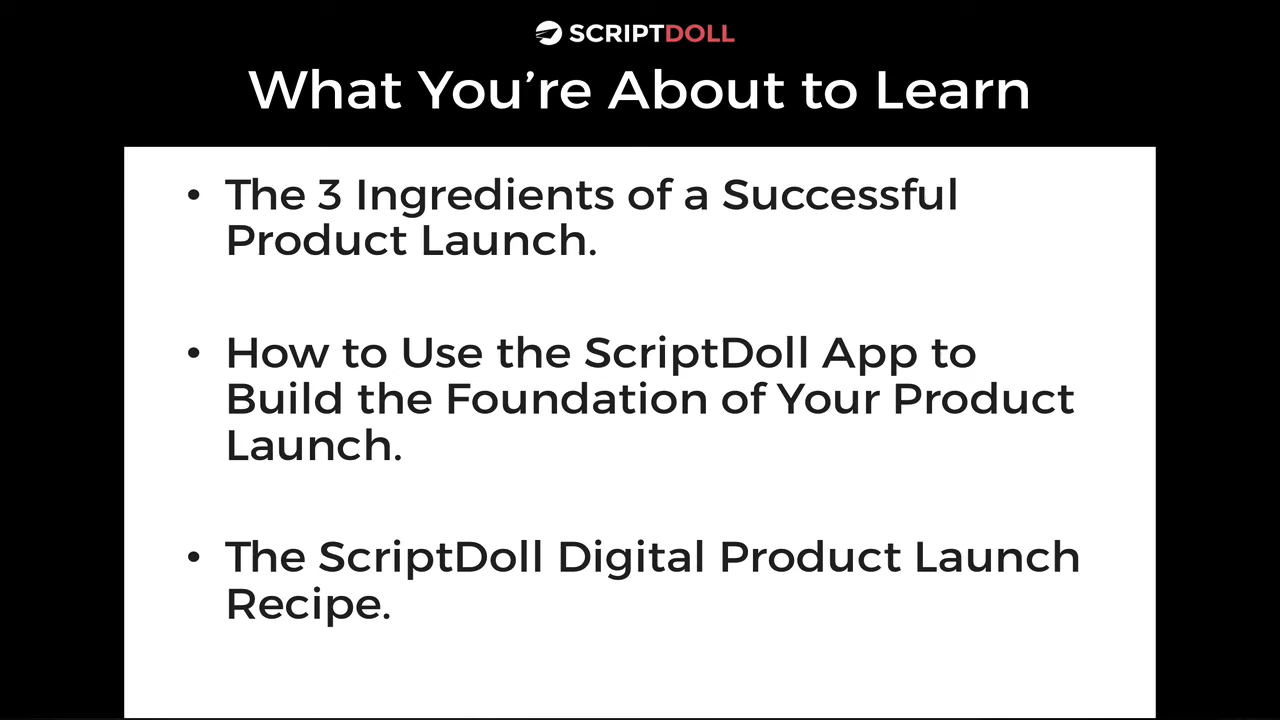 SCRIPTDOLL
What You’re About to Learn
• The 3 Ingredients of a Successful
Product Launch.
• How to Use the ScriptDoll App to
Build the Foundation of Your Product
Launch.
• The ScriptDoll Digital Product Launch
Recipe.